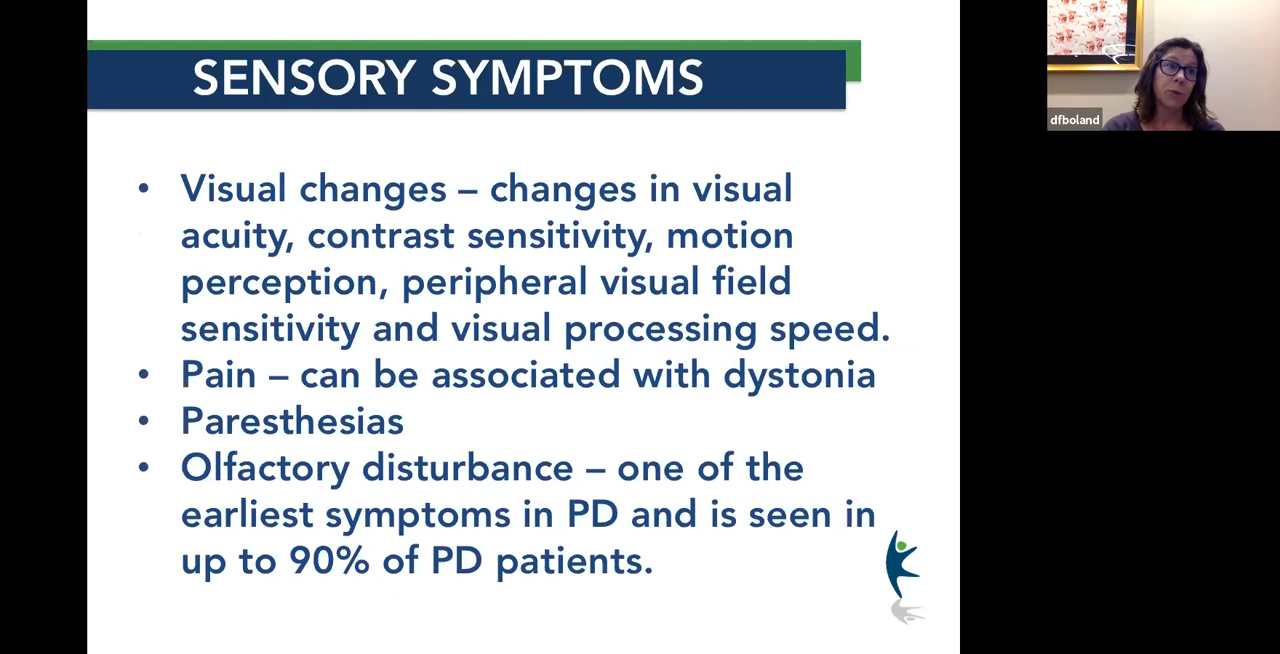 SENSORY SYMPTOMS
dfboland
• Visual changes – changes in visual
acuity, contrast sensitivity, motion
perception, peripheral visual field
sensitivity and visual processing speed.
• Pain – can be associated with dystonia
• Paresthesias
• Olfactory disturbance – one of the
earliest symptoms in PD and is seen in
up to 90% of PD patients.